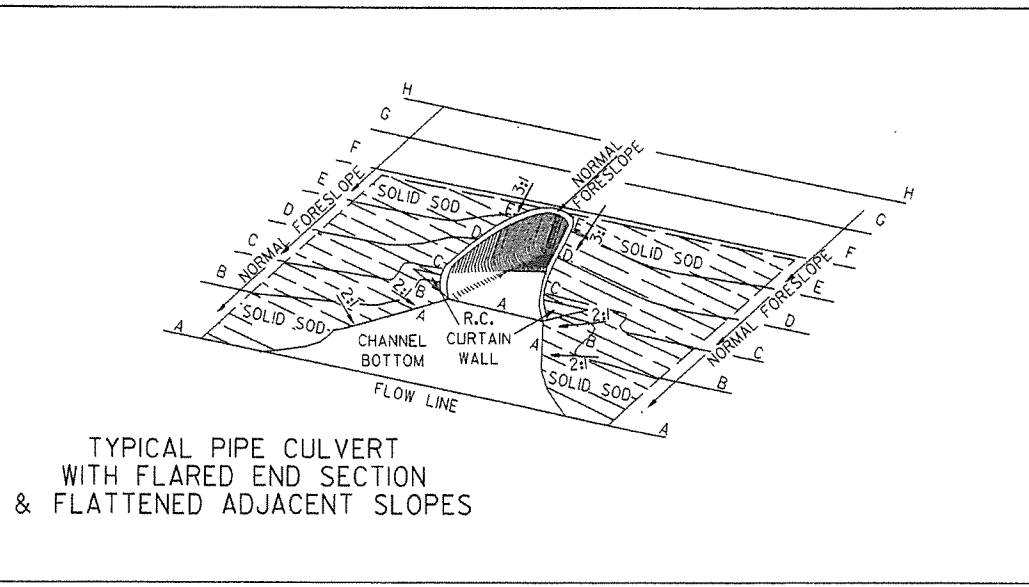 H
G
F
E
D
C
B
A
NORMAL FORESLOPE
SOLID SOD
SOLID SOD
NORMAL
FORESLOPE
3:1
3:1
E
D
C
B
A
A
E
D
C
B
A
2:1
2:1
2:1
2:1
R.C.
CURTAIN
WALL
CHANNEL
BOTTOM
FLOW LINE
SOLID SOD
SOLID SOD
NORMAL FORESLOPE
H
G
F
E
D
C
B
A
TYPICAL PIPE CULVERT
WITH FLARED END SECTION
& FLATTENED ADJACENT SLOPES